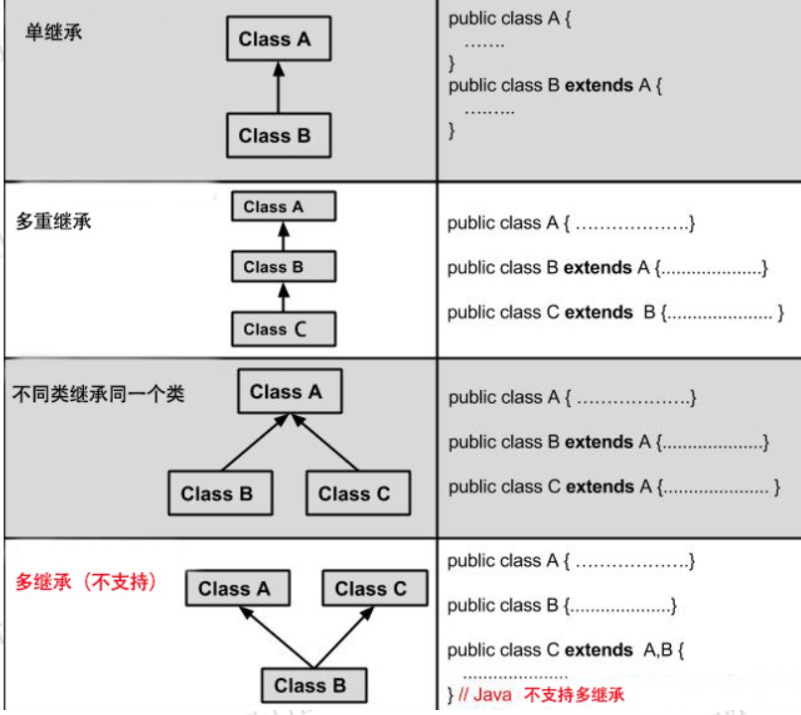 单继承
Class A
Class B
public class A {
.......
}
public class B extends A {
.........
}
多重继承
Class A
Class B
Class C
public class A { ...................}
public class B extends A {....................}
public class C extends B {..................... }
不同类继承同一个类
Class A
Class B
Class C
public class A { ...................}
public class B extends A {....................}
public class C extends A {..................... }
多继承（不支持）
Class A
Class C
Class B
public class A { ...................}
public class B {....................}
public class C extends A,B {
.....................
} // Java 不支持多继承